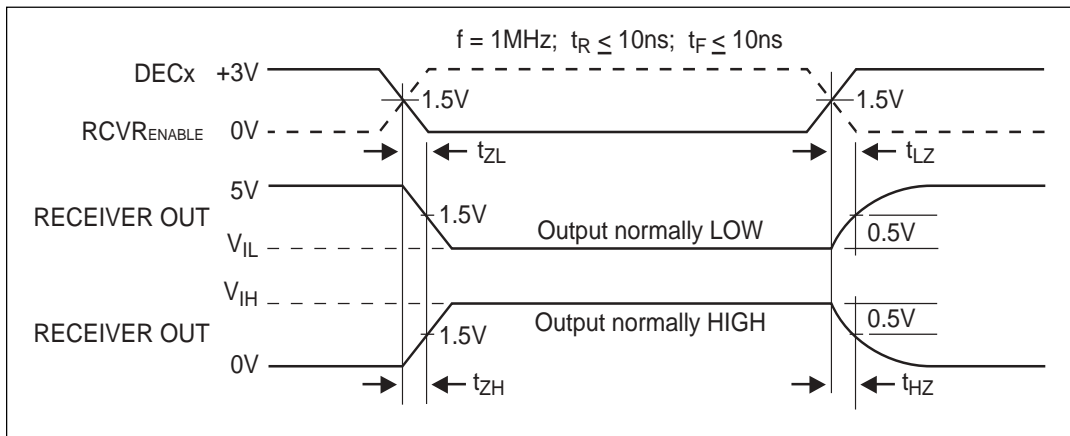 f = 1MHz; tR ≤ 10ns; tF ≤ 10ns
DECx +3V
1.5V
1.5V
RCVRENABLE 0V
tZL
tLZ
5V
RECEIVER OUT
1.5V
Output normally LOW
0.5V
VIL
VIH
RECEIVER OUT
1.5V
Output normally HIGH
0.5V
0V
tZH
tHZ